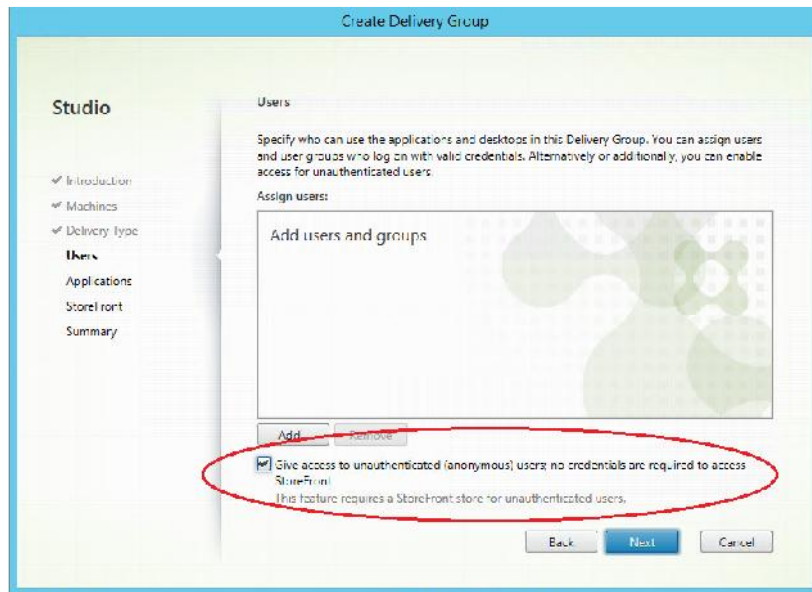 Create Delivery Group
Studio
Introduction
Machines
Delivery Type
Users
Applications
StoreFront
Summary
Users
Specify who can use the applications and desktops in this Delivery Group. You can assign users
and user groups who log on with valid credentials. Alternatively or additionally, you can enable
access for unauthenticated users.
Assign users:
Add users and groups
Add...
Remove
Give access to unauthenticated (anonymous) users; no credentials are required to access
StoreFront
This feature requires a StoreFront store for unauthenticated users.
Back
Next
Cancel